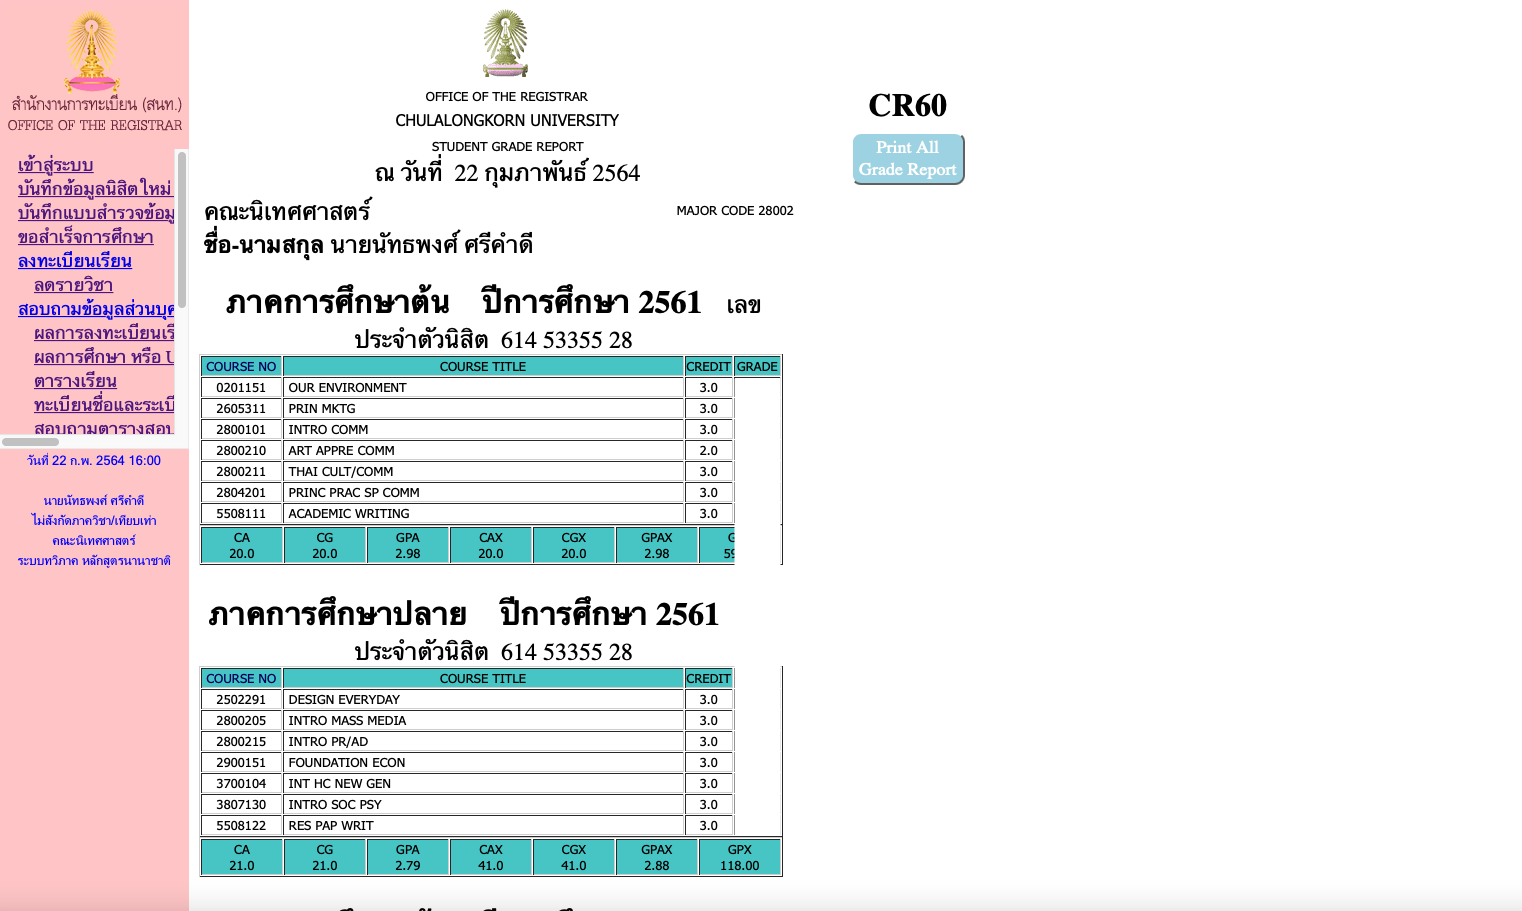 สำนักงานการทะเบียน (สนท.)
OFFICE OF THE REGISTRAR
เข้าสู่ระบบ
บันทึกข้อมูลนิสิตใหม่
บันทึกแบบสำรวจข้อมู
ขอสำเร็จการศึกษา
ลงทะเบียนเรียน
ลดรายวิชา
สอบถามข้อมูลส่วนบุค
ผลการลงทะเบียนเรี
ผลการศึกษา หรือ U
ตารางเรียน
ทะเบียนชื่อและระเบี
สอบถามตารางสอบ
วันที่ 22 ก.พ. 2564 16:00
นายนัทธพงศ์ ศรีคำดี
ไม่สังกัดภาควิชา/เทียบเท่า
คณะนิเทศศาสตร์
ระบบทวิภาค หลักสูตรนานาชาติ
OFFICE OF THE REGISTRAR
CHULALONGKORN UNIVERSITY
STUDENT GRADE REPORT
ณ วันที่ 22 กุมภาพันธ์ 2564
CR60
Print All
Grade Report
คณะนิเทศศาสตร์ MAJOR CODE 28002
ชื่อ-นามสกุล นายนัทธพงศ์ ศรีคำดี
ภาคการศึกษาต้น ปีการศึกษา 2561 เลข
ประจำตัวนิสิต 614 53355 28
COURSE NO COURSE TITLE CREDIT GRADE
0201151 OUR ENVIRONMENT 3.0
2605311 PRIN MKTG 3.0
2800101 INTRO COMM 3.0
2800210 ART APPRE COMM 2.0
2800211 THAI CULT/COMM 3.0
2804201 PRINC PRAC SP COMM 3.0
5508111 ACADEMIC WRITING 3.0
CA CG GPA CAX CGX GPAX G
20.0 20.0 2.98 20.0 20.0 2.98 59
ภาคการศึกษาปลาย ปีการศึกษา 2561
ประจำตัวนิสิต 614 53355 28
COURSE NO COURSE TITLE CREDIT
2502291 DESIGN EVERYDAY 3.0
2800205 INTRO MASS MEDIA 3.0
2800215 INTRO PR/AD 3.0
2900151 FOUNDATION ECON 3.0
3700104 INT HC NEW GEN 3.0
3807130 INTRO SOC PSY 3.0
5508122 RES PAP WRIT 3.0
CA CG GPA CAX CGX GPAX GPX
21.0 21.0 2.79 41.0 41.0 2.88 118.00